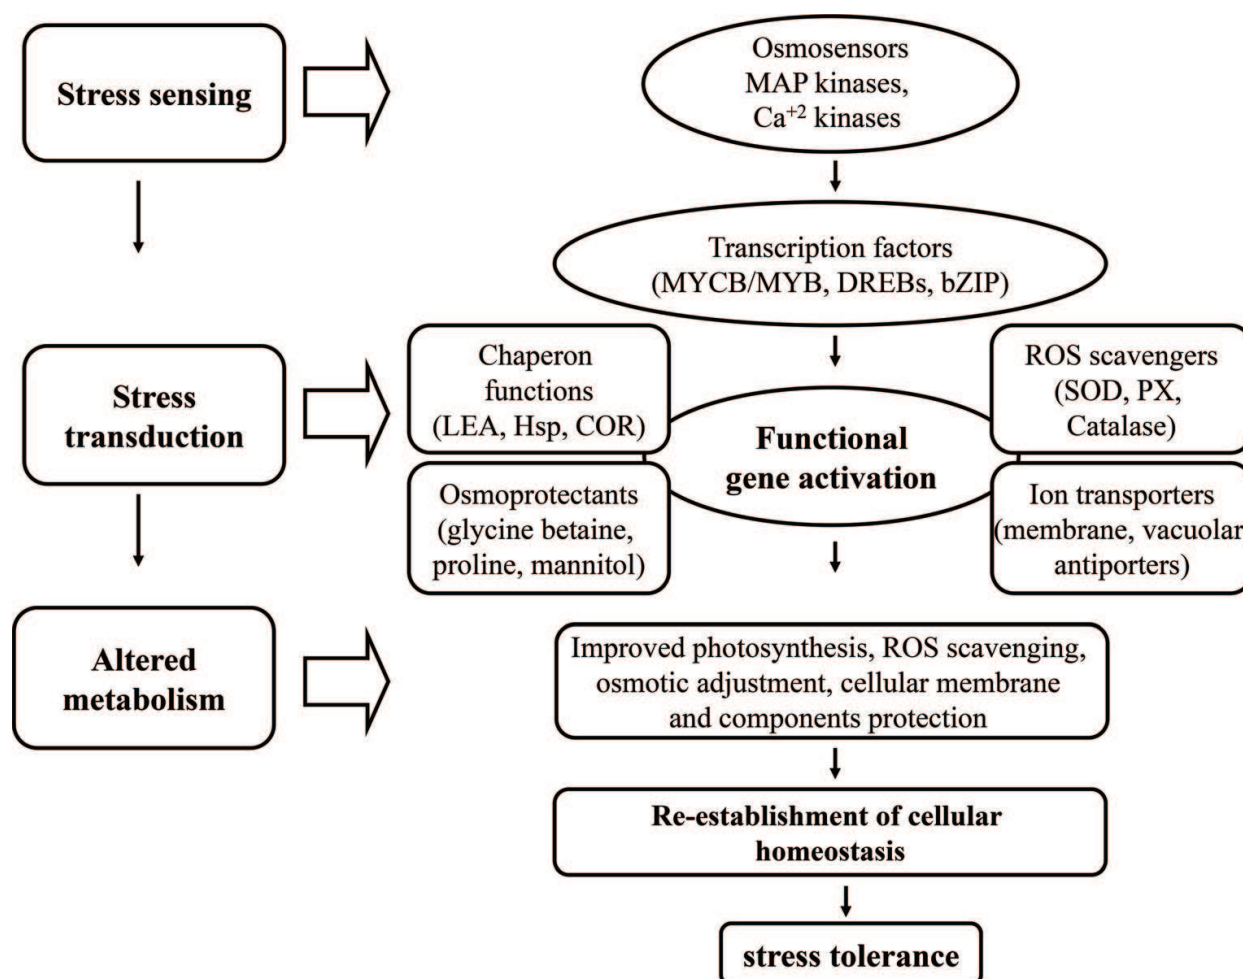 Stress sensing
Osmosensors
MAP kinases,
Ca⁺² kinases
Transcription factors
(MYCB/MYB, DREBs, bZIP)
Stress
transduction
Chaperon
functions
(LEA, Hsp, COR)
Functional
gene activation
ROS scavengers
(SOD, PX,
Catalase)
Osmoprotectants
(glycine betaine,
proline, mannitol)
Ion transporters
(membrane, vacuolar
antiporters)
Altered
metabolism
Improved photosynthesis, ROS scavenging,
osmotic adjustment, cellular membrane
and components protection
Re-establishment of cellular
homeostasis
stress tolerance